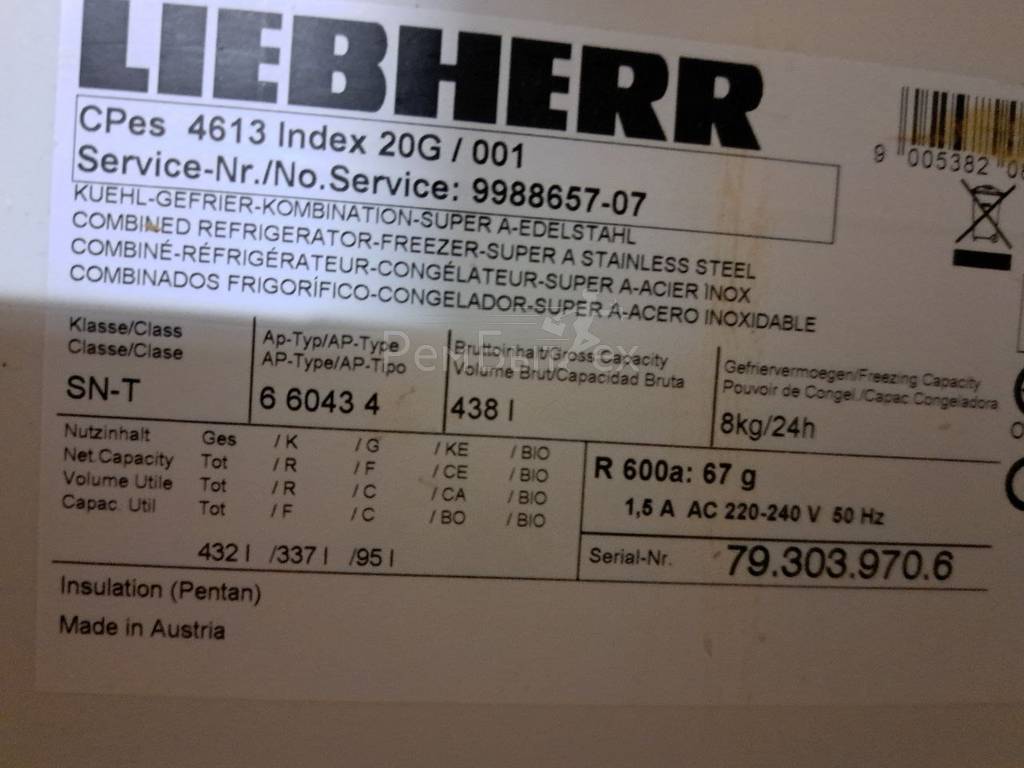 LIEBHERR
CPes 4613 Index 20G / 001
Service-Nr./No.Service: 9988657-07
9 005382
KUEHL-GEFRIER-KOMBINATION-SUPER A-EDELSTAHL
COMBINED REFRIGERATOR-FREEZER-SUPER A STAINLESS STEEL
COMBINÉ-RÉFRIGÉRATEUR-CONGÉLATEUR-SUPER A-ACIER INOX
COMBINADOS FRIGORÍFICO-CONGELADOR-SUPER A-ACERO INOXIDABLE
Klasse/Class
Classe/Clase
SN-T
Ap-Typ/AP-Type
AP-Type/AP-Tipo
6 6043 4
Bruttoinhalt/Gross Capacity
Volume Brut/Capacidad Bruta
438 l
Gefriervermoegen/Freezing Capacity
Pouvoir de Congel./Capac.Congeladora
8kg/24h
РемБытТех
Nutzinhalt Ges / K / G / KE / BIO
Net.Capacity Tot / R / F / CE / BIO
Volume Utile Tot / R / C / CA / BIO
Capac. Util Tot / F / C / BO / BIO
432 l /337 l /95 l
R 600a: 67 g
1,5 A AC 220-240 V 50 Hz
Serial-Nr. 79.303.970.6
Insulation (Pentan)
Made in Austria